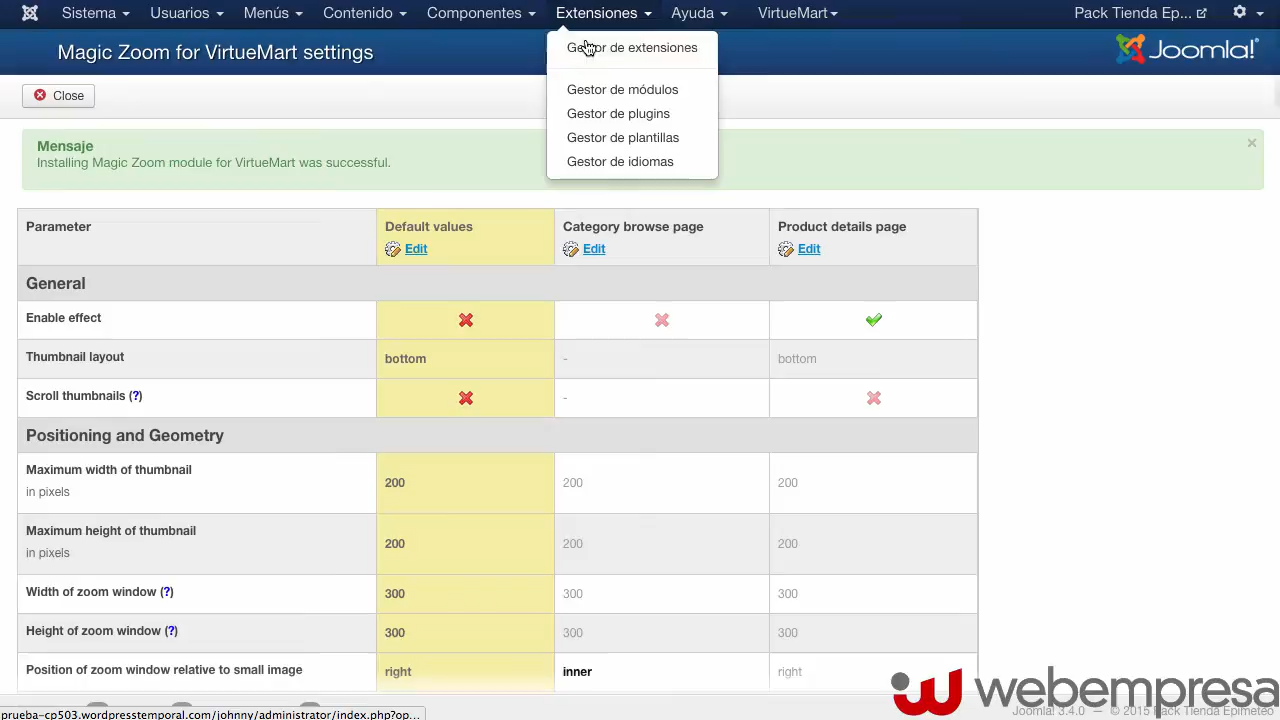 Sistema Usuarios Menús Contenido Componentes Extensiones Ayuda VirtueMart Pack Tienda Ep...
Magic Zoom for VirtueMart settings
Joomla!
Gestor de extensiones
Gestor de módulos
Gestor de plugins
Gestor de plantillas
Gestor de idiomas
Close
Mensaje
Installing Magic Zoom module for VirtueMart was successful.
Parameter Default values Category browse page Product details page
Edit Edit Edit
General
Enable effect
Thumbnail layout bottom - bottom
Scroll thumbnails (?) -
Positioning and Geometry
Maximum width of thumbnail
in pixels 200 200 200
Maximum height of thumbnail
in pixels 200 200 200
Width of zoom window (?) 300 300 300
Height of zoom window (?) 300 300 300
Position of zoom window relative to small image right inner right
webempresa
Joomla! 3.4.0 — © 2015 Pack Tienda Epimeteo
prueba-cp503.wordpresstemporal.com/johnny/administrator/index.php?op...